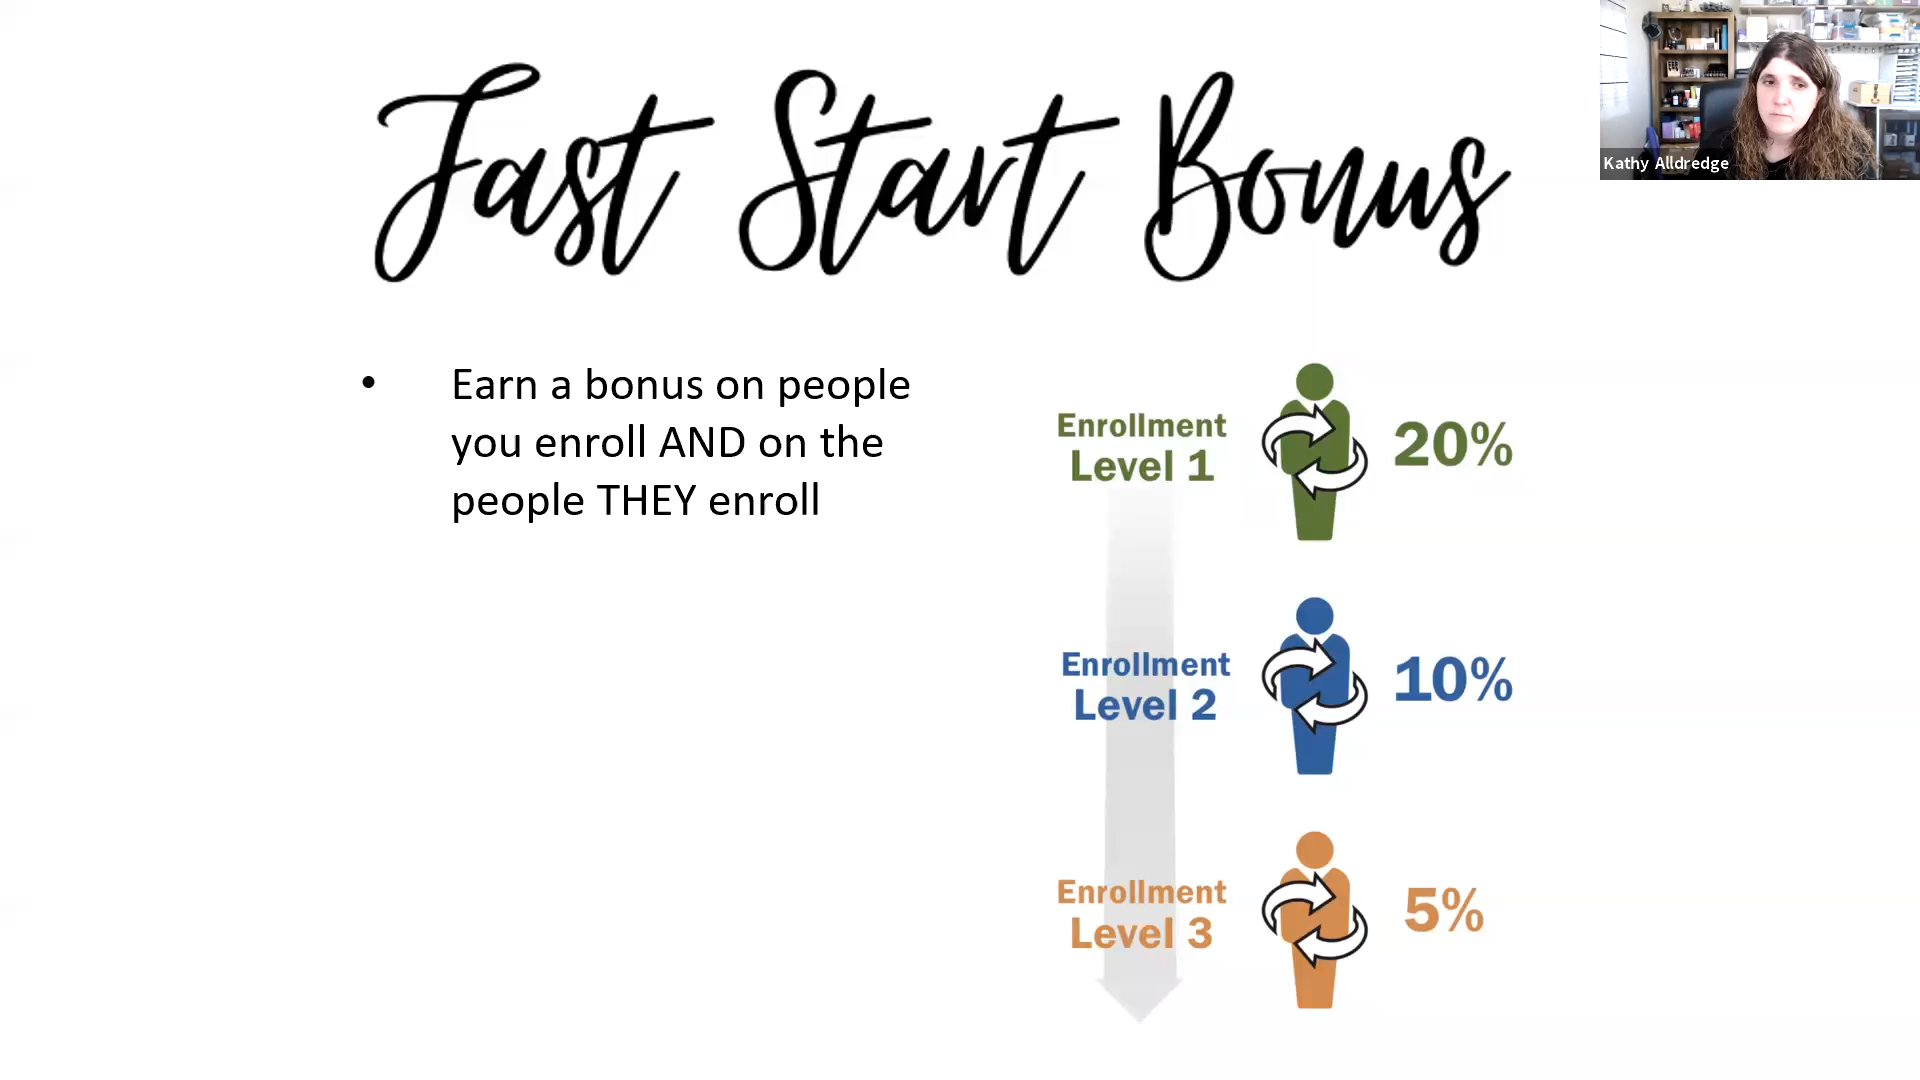 Fast Start Bonus
Kathy Alldredge
• Earn a bonus on people
you enroll AND on the
people THEY enroll
Enrollment
Level 1
20%
Enrollment
Level 2
10%
Enrollment
Level 3
5%